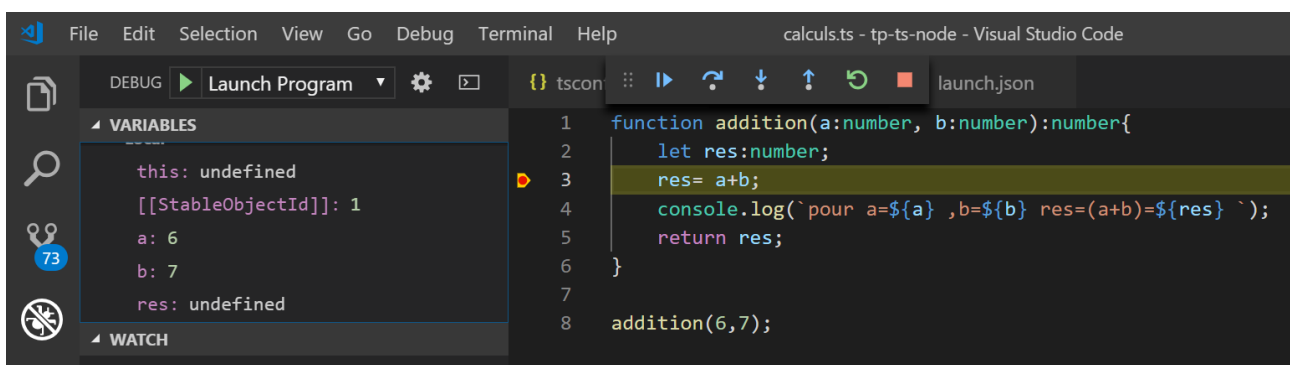 File Edit Selection View Go Debug Terminal Help calculs.ts - tp-ts-node - Visual Studio Code
DEBUG Launch Program
{} tscon
launch.json
VARIABLES
this: undefined
[[StableObjectId]]: 1
a: 6
b: 7
res: undefined
WATCH
73
1 function addition(a:number, b:number):number{
2 let res:number;
3 res= a+b;
4 console.log(`pour a=${a} ,b=${b} res=(a+b)=${res} `);
5 return res;
6 }
7
8 addition(6,7);